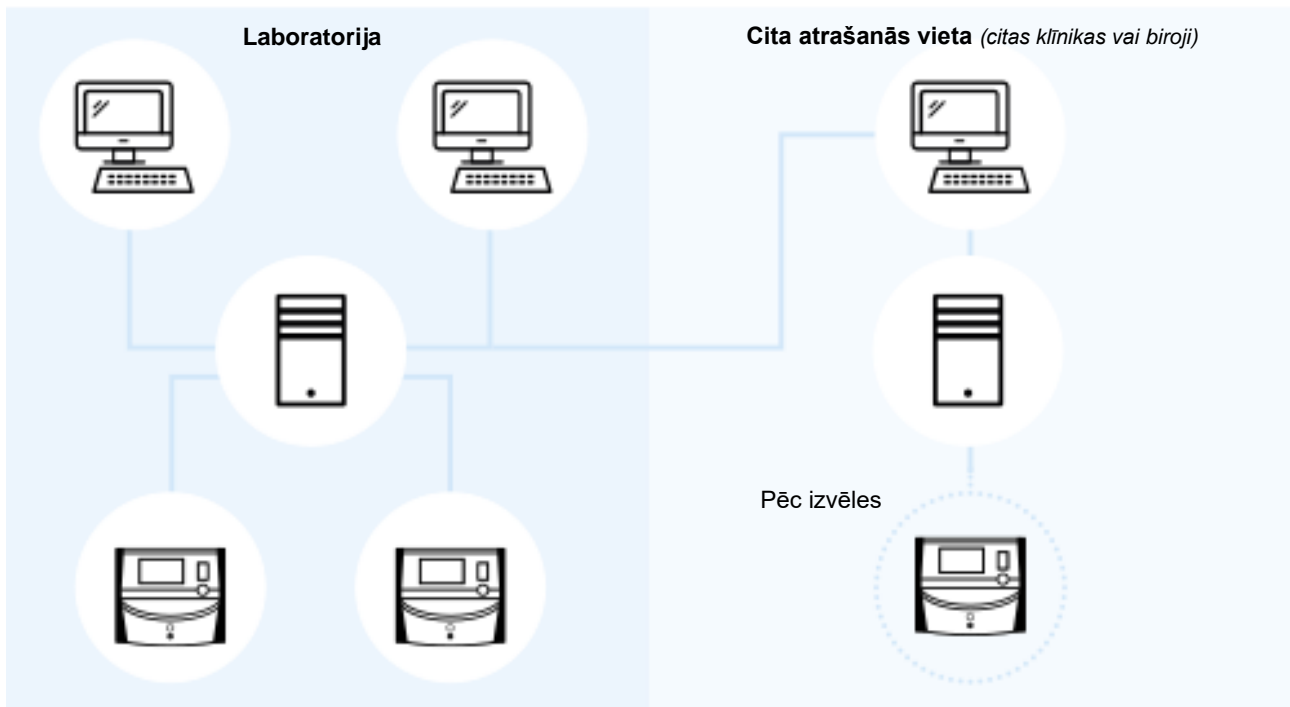 Laboratorija
Cita atrašanās vieta (citas klīnikas vai biroji)
Pēc izvēles